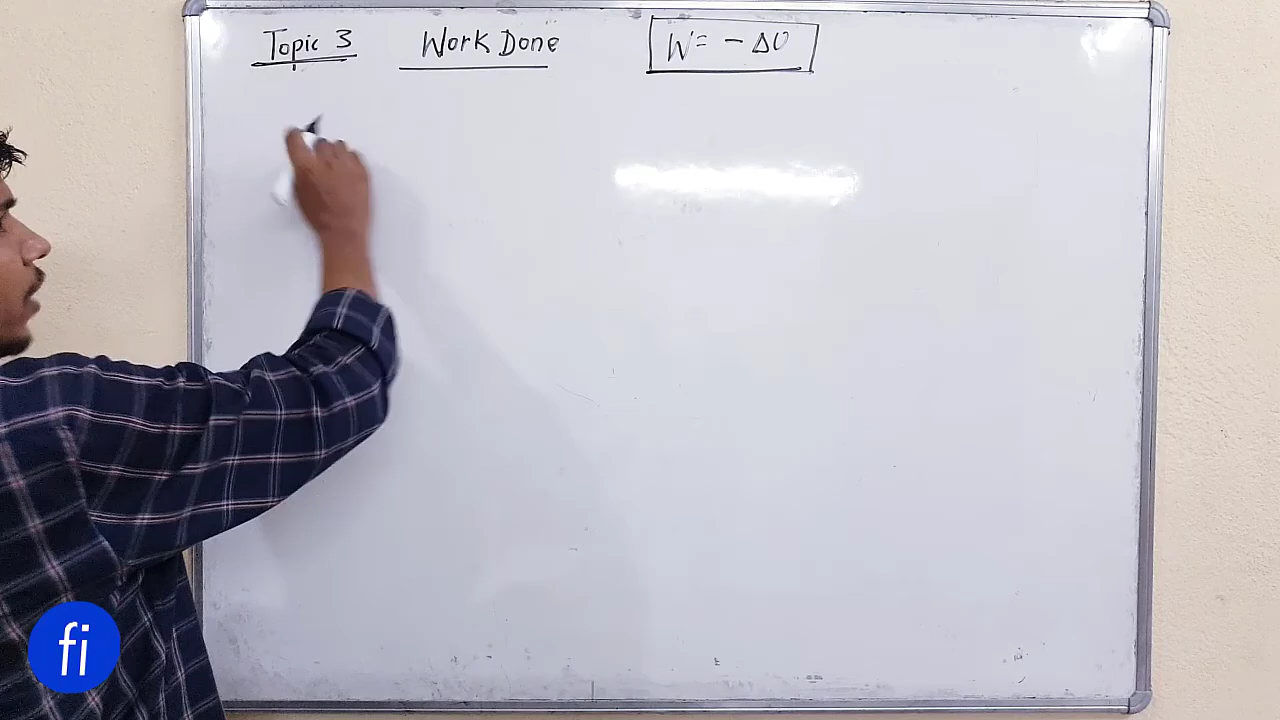 Topic 3 Work Done W = - ΔU
fi